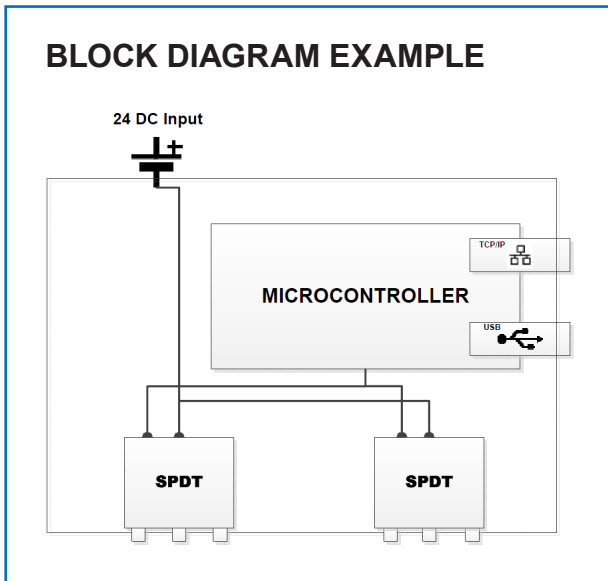 BLOCK DIAGRAM EXAMPLE
24 DC Input
+
TCP/IP
MICROCONTROLLER
USB
SPDT
SPDT